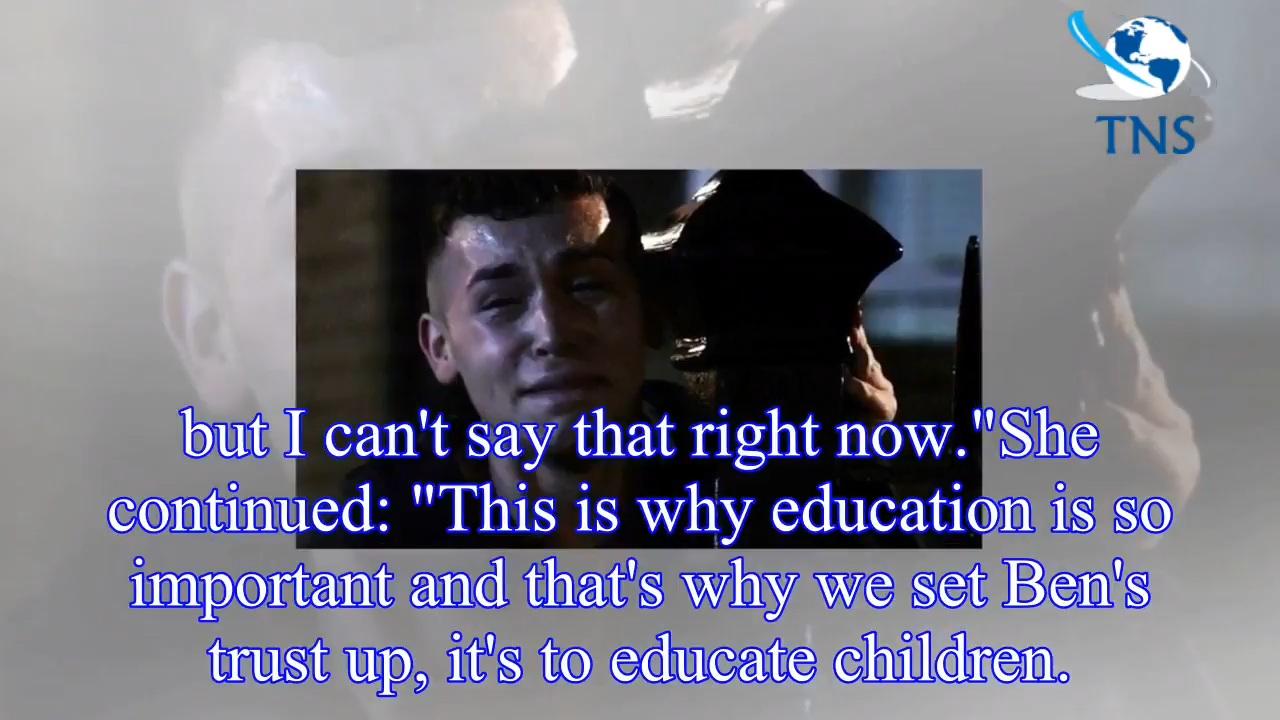 TNS
but I can't say that right now."She
continued: "This is why education is so
important and that's why we set Ben's
trust up, it's to educate children.